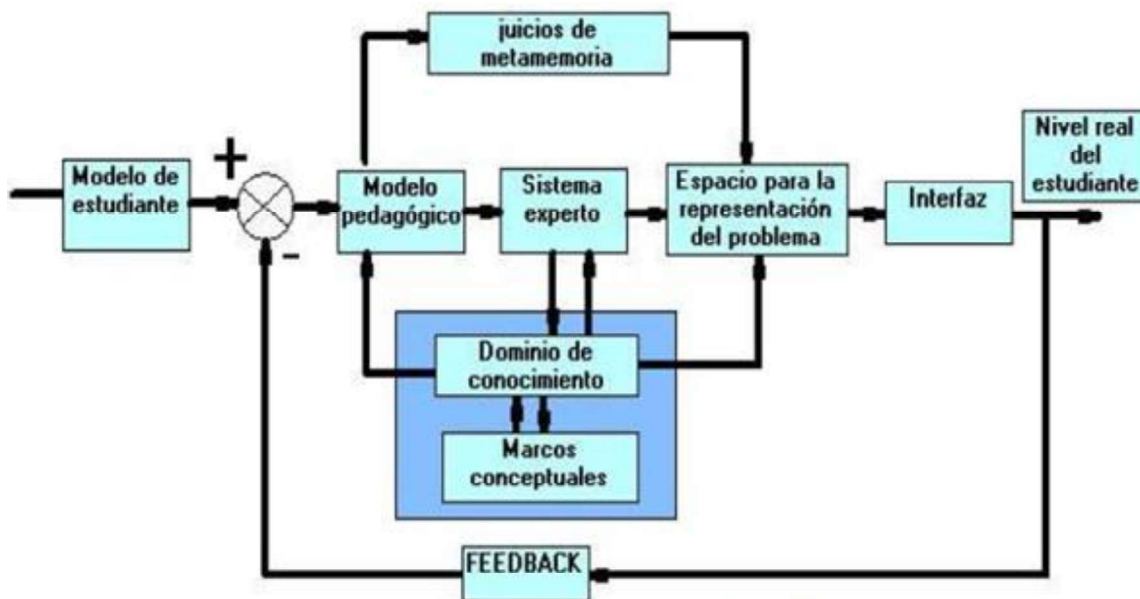 juicios de
metamemoria
Nivel real
del
estudiante
+
Modelo de
estudiante
Modelo
pedagógico
Sistema
experto
Espacio para la
representación
del problema
Interfaz
-
Dominio de
conocimiento
Marcos
conceptuales
FEEDBACK